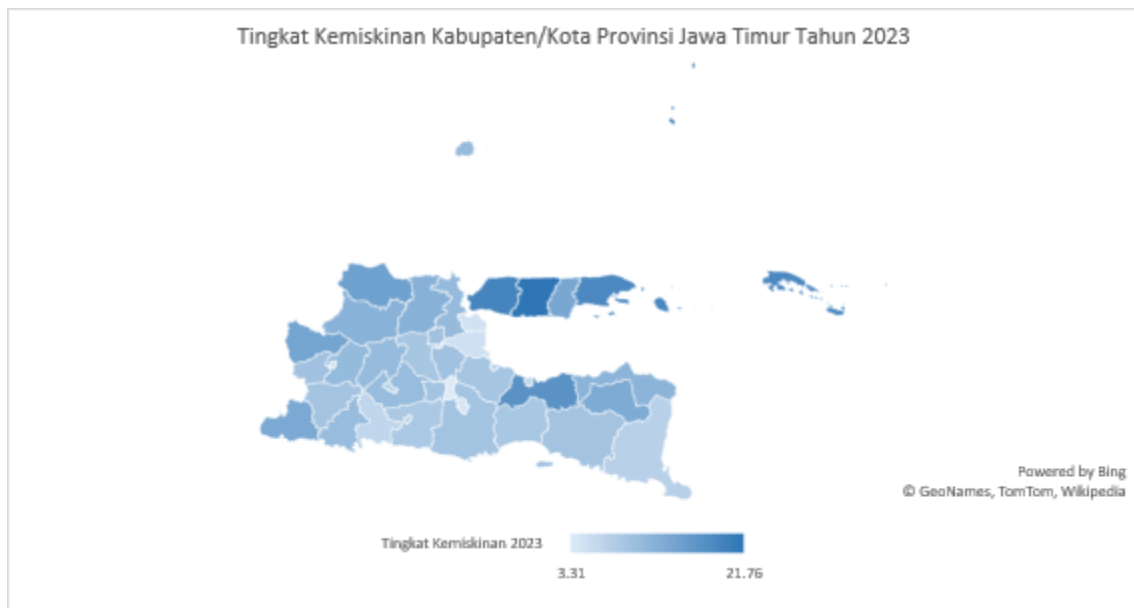 Tingkat Kemiskinan Kabupaten/Kota Provinsi Jawa Timur Tahun 2023
Powered by Bing
© GeoNames, TomTom, Wikipedia
Tingkat Kemiskinan 2023
3.31 21.76